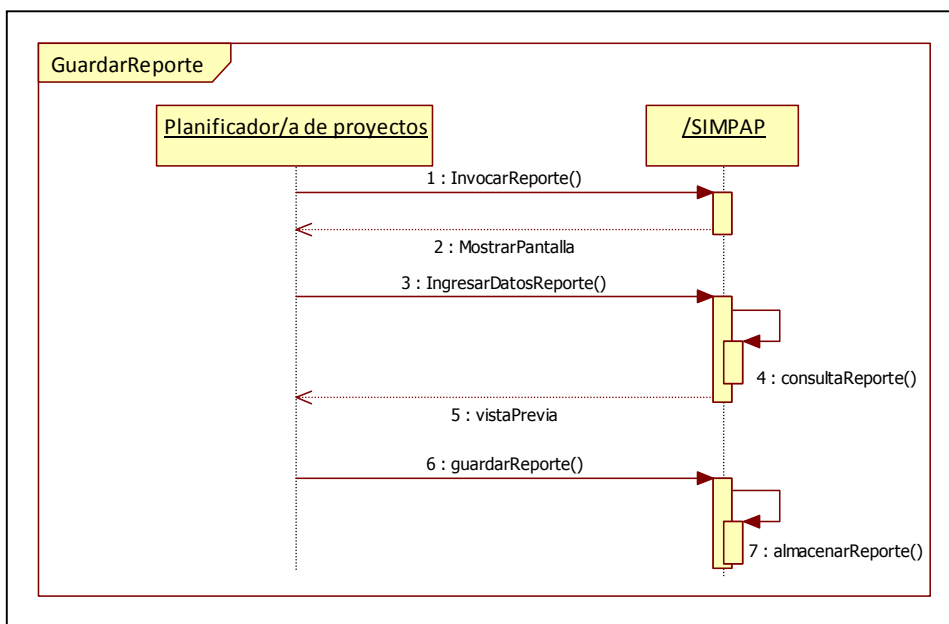 GuardarReporte
Planificador/a de proyectos
/SIMPAP
1 : InvocarReporte()
2 : MostrarPantalla
3 : IngresarDatosReporte()
4 : consultaReporte()
5 : vistaPrevia
6 : guardarReporte()
7 : almacenarReporte()